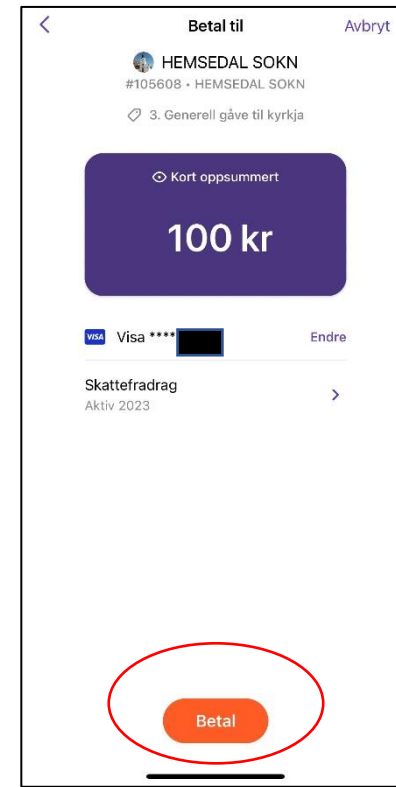 Betal til
Avbryt
HEMSEDAL SOKN
#105608 • HEMSEDAL SOKN
3. Generell gåve til kyrkja
Kort oppsummert
100 kr
VISA Visa ****
Endre
Skattefradrag
Aktiv 2023
Betal